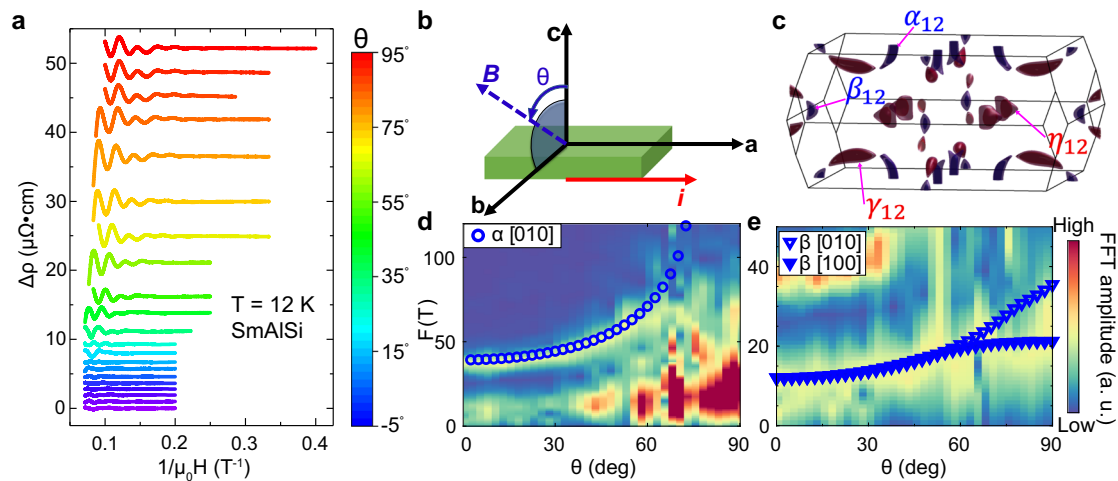 a
Δρ (μΩ•cm)
50
40
30
20
10
0
0.1
0.2
0.3
0.4
1/μ₀H (T⁻¹)
T = 12 K
SmAlSi
θ
95°
75°
55°
35°
15°
-5°
b
c
B
θ
a
b
i
c
α₁₂
β₁₂
η₁₂
γ₁₂
d
α [010]
F (T)
100
50
0
0
30
60
90
θ (deg)
e
β [010]
β [100]
40
20
0
0
30
60
90
θ (deg)
High
Low
FFT amplitude (a. u.)